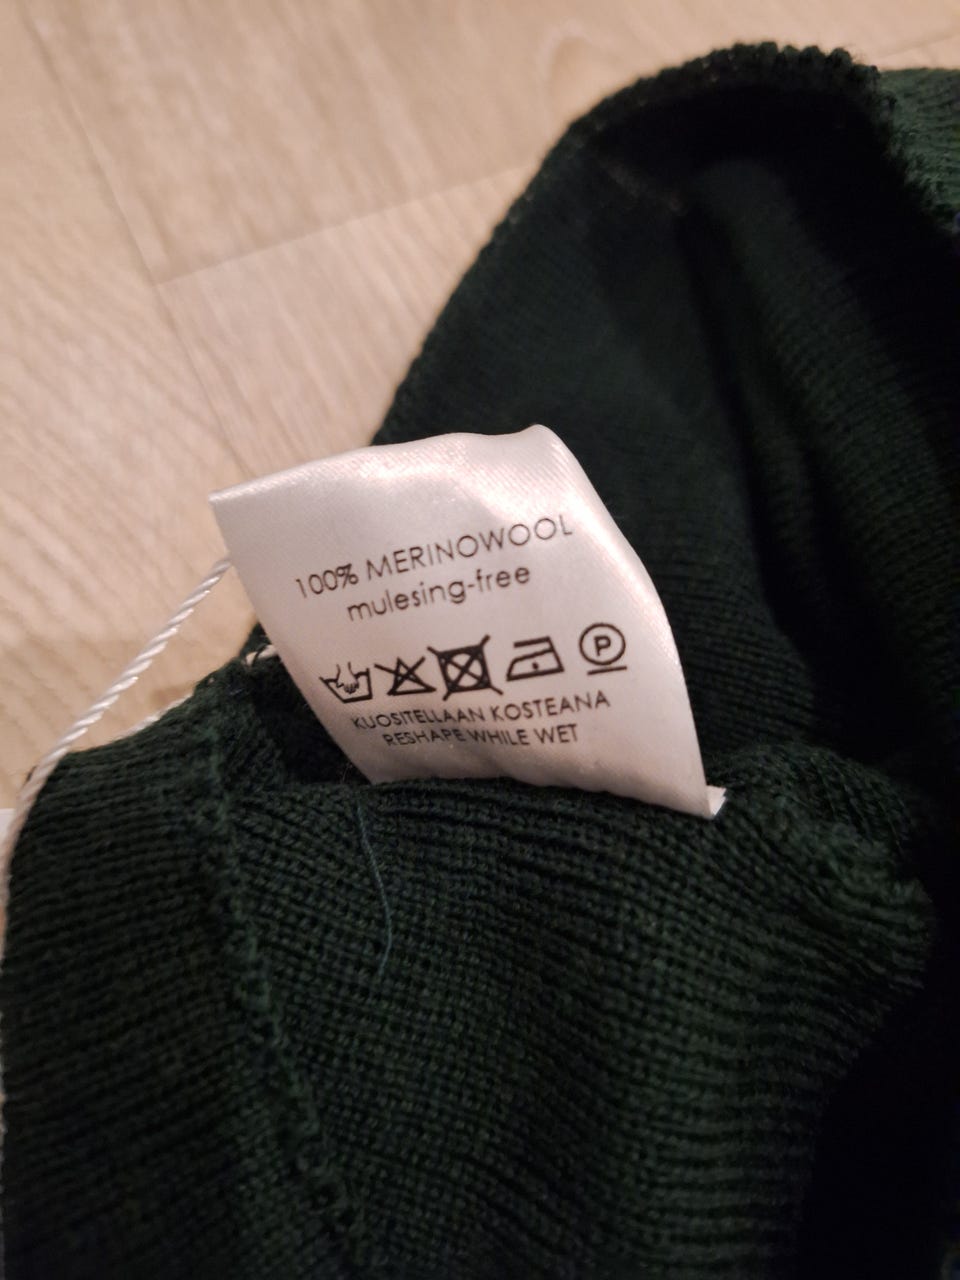 100% MERINOWOOL
mulesing-free
P
KUOSITELLAAN KOSTEANA
RESHAPE WHILE WET